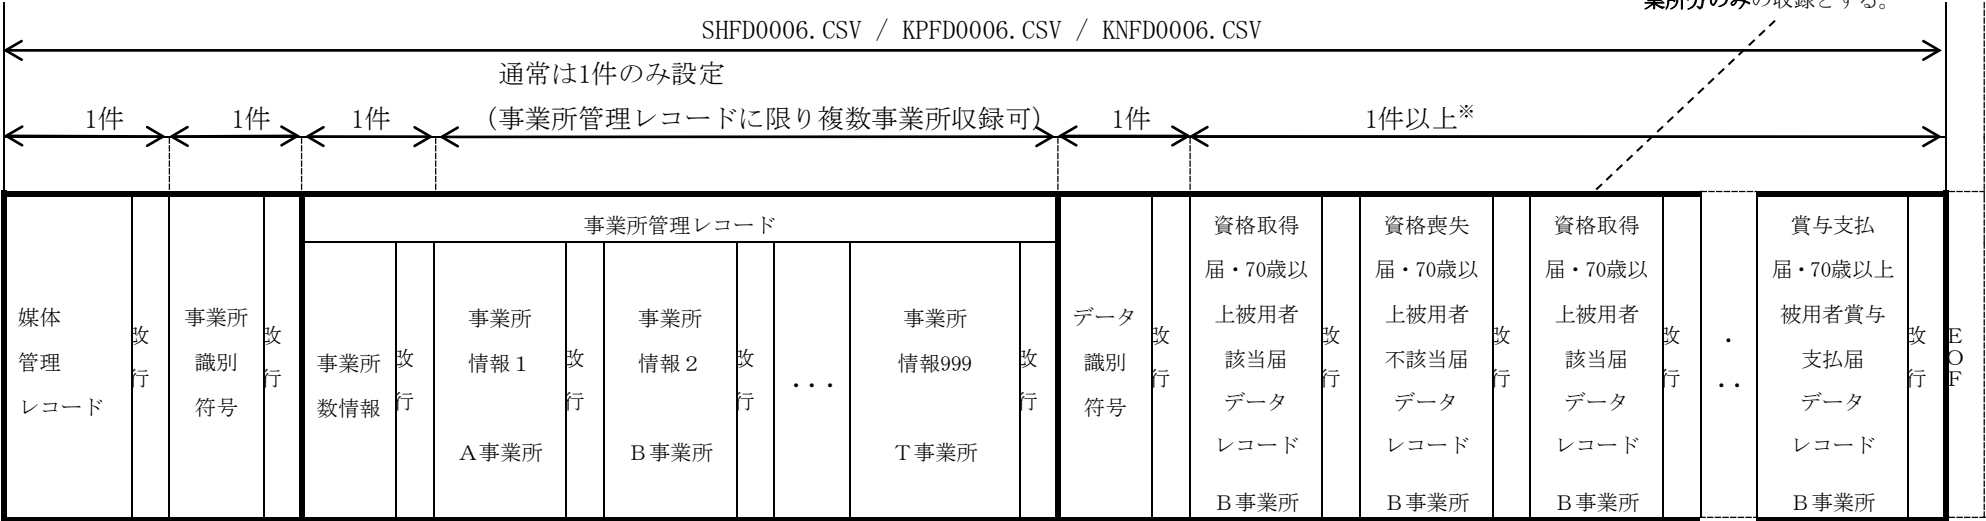 業所分のみの収録とする。
SHFD0006.CSV / KPFD0006.CSV / KNFD0006.CSV
通常は1件のみ設定
1件
1件
1件
（事業所管理レコードに限り複数事業所収録可）
1件
1件以上※
媒体
管理
レコード
改
行
事業所
識別
符号
改
行
事業所管理レコード
事業所
数情報
改
行
事業所
情報１
A事業所
改
行
事業所
情報２
B事業所
改
行
...
事業所
情報999
T事業所
改
行
データ
識別
符号
改
行
資格取得
届・70歳以
上被用者
該当届
データ
レコード
B事業所
改
行
資格喪失
届・70歳以
上被用者
不該当届
データ
レコード
B事業所
改
行
資格取得
届・70歳以
上被用者
該当届
データ
レコード
B事業所
改
行
・
・・
賞与支払
届・70歳以上
被用者賞与
支払届
データ
レコード
B事業所
改
行
E
O
F